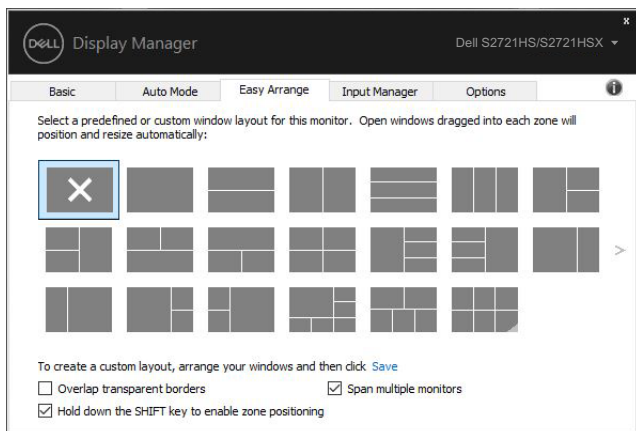 x
DELL Display Manager Dell S2721HS/S2721HSX
Basic Auto Mode Easy Arrange Input Manager Options i
Select a predefined or custom window layout for this monitor. Open windows dragged into each zone will
position and resize automatically:
To create a custom layout, arrange your windows and then click Save
Overlap transparent borders Span multiple monitors
Hold down the SHIFT key to enable zone positioning